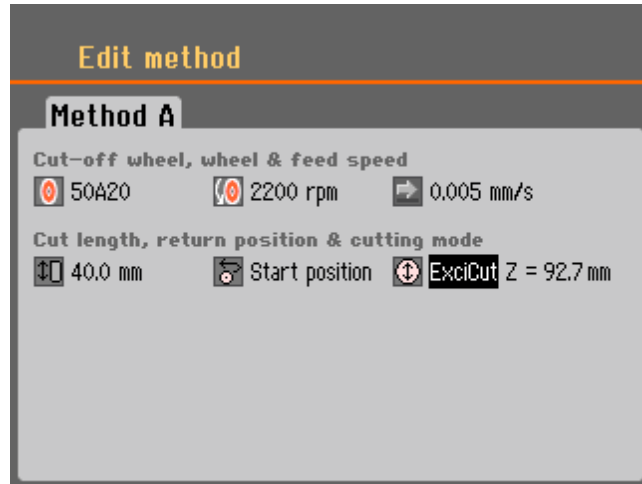 Edit method
Method A
Cut-off wheel, wheel & feed speed
50A20 2200 rpm 0.005 mm/s
Cut length, return position & cutting mode
40.0 mm Start position ExciCut Z = 92.7 mm